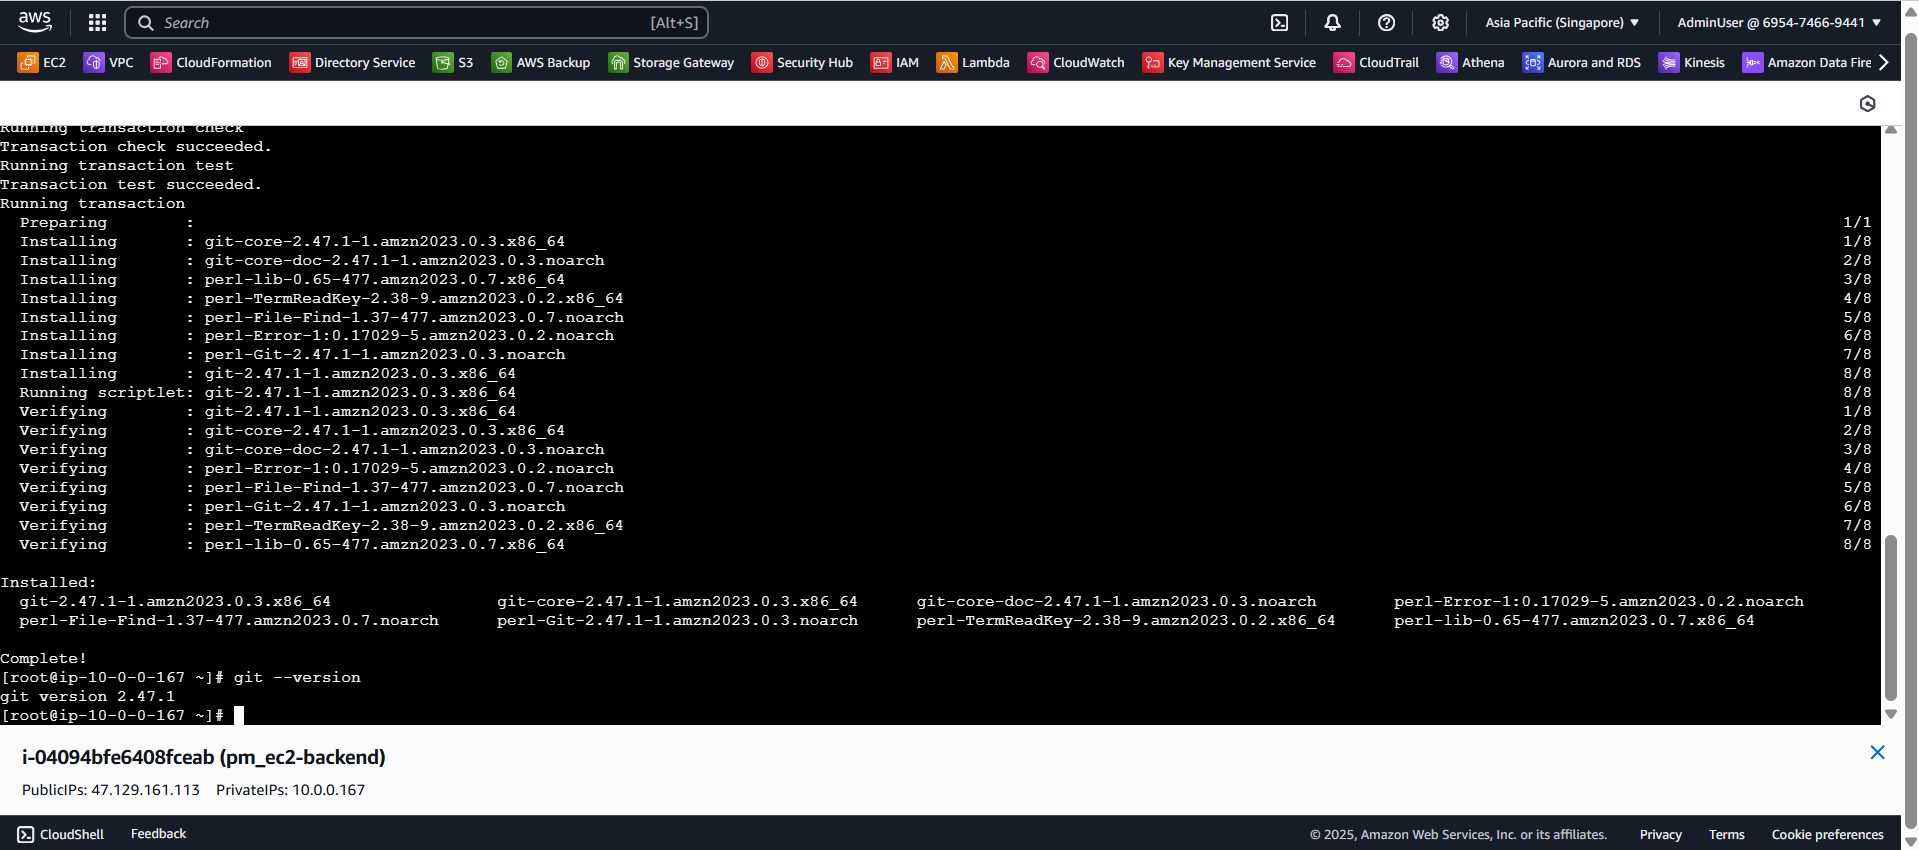 aws Search [Alt+S] Asia Pacific (Singapore) ▼ AdminUser @ 6954-7466-9441 ▼
EC2 VPC CloudFormation Directory Service S3 AWS Backup Storage Gateway Security Hub IAM Lambda CloudWatch Key Management Service CloudTrail Athena Aurora and RDS Kinesis Amazon Data Fire
Running transaction check
Transaction check succeeded.
Running transaction test
Transaction test succeeded.
Running transaction
  Preparing        : 1/1
  Installing       : git-core-2.47.1-1.amzn2023.0.3.x86_64 1/8
  Installing       : git-core-doc-2.47.1-1.amzn2023.0.3.noarch 2/8
  Installing       : perl-lib-0.65-477.amzn2023.0.7.x86_64 3/8
  Installing       : perl-TermReadKey-2.38-9.amzn2023.0.2.x86_64 4/8
  Installing       : perl-File-Find-1.37-477.amzn2023.0.7.noarch 5/8
  Installing       : perl-Error-1:0.17029-5.amzn2023.0.2.noarch 6/8
  Installing       : perl-Git-2.47.1-1.amzn2023.0.3.noarch 7/8
  Installing       : git-2.47.1-1.amzn2023.0.3.x86_64 8/8
  Running scriptlet: git-2.47.1-1.amzn2023.0.3.x86_64 8/8
  Verifying        : git-2.47.1-1.amzn2023.0.3.x86_64 1/8
  Verifying        : git-core-2.47.1-1.amzn2023.0.3.x86_64 2/8
  Verifying        : git-core-doc-2.47.1-1.amzn2023.0.3.noarch 3/8
  Verifying        : perl-Error-1:0.17029-5.amzn2023.0.2.noarch 4/8
  Verifying        : perl-File-Find-1.37-477.amzn2023.0.7.noarch 5/8
  Verifying        : perl-Git-2.47.1-1.amzn2023.0.3.noarch 6/8
  Verifying        : perl-TermReadKey-2.38-9.amzn2023.0.2.x86_64 7/8
  Verifying        : perl-lib-0.65-477.amzn2023.0.7.x86_64 8/8
Installed:
  git-2.47.1-1.amzn2023.0.3.x86_64 git-core-2.47.1-1.amzn2023.0.3.x86_64 git-core-doc-2.47.1-1.amzn2023.0.3.noarch perl-Error-1:0.17029-5.amzn2023.0.2.noarch
  perl-File-Find-1.37-477.amzn2023.0.7.noarch perl-Git-2.47.1-1.amzn2023.0.3.noarch perl-TermReadKey-2.38-9.amzn2023.0.2.x86_64 perl-lib-0.65-477.amzn2023.0.7.x86_64
Complete!
[root@ip-10-0-0-167 ~]# git --version
git version 2.47.1
[root@ip-10-0-0-167 ~]#
i-04094bfe6408fceab (pm_ec2-backend)
PublicIPs: 47.129.161.113 PrivateIPs: 10.0.0.167
CloudShell Feedback © 2025, Amazon Web Services, Inc. or its affiliates. Privacy Terms Cookie preferences